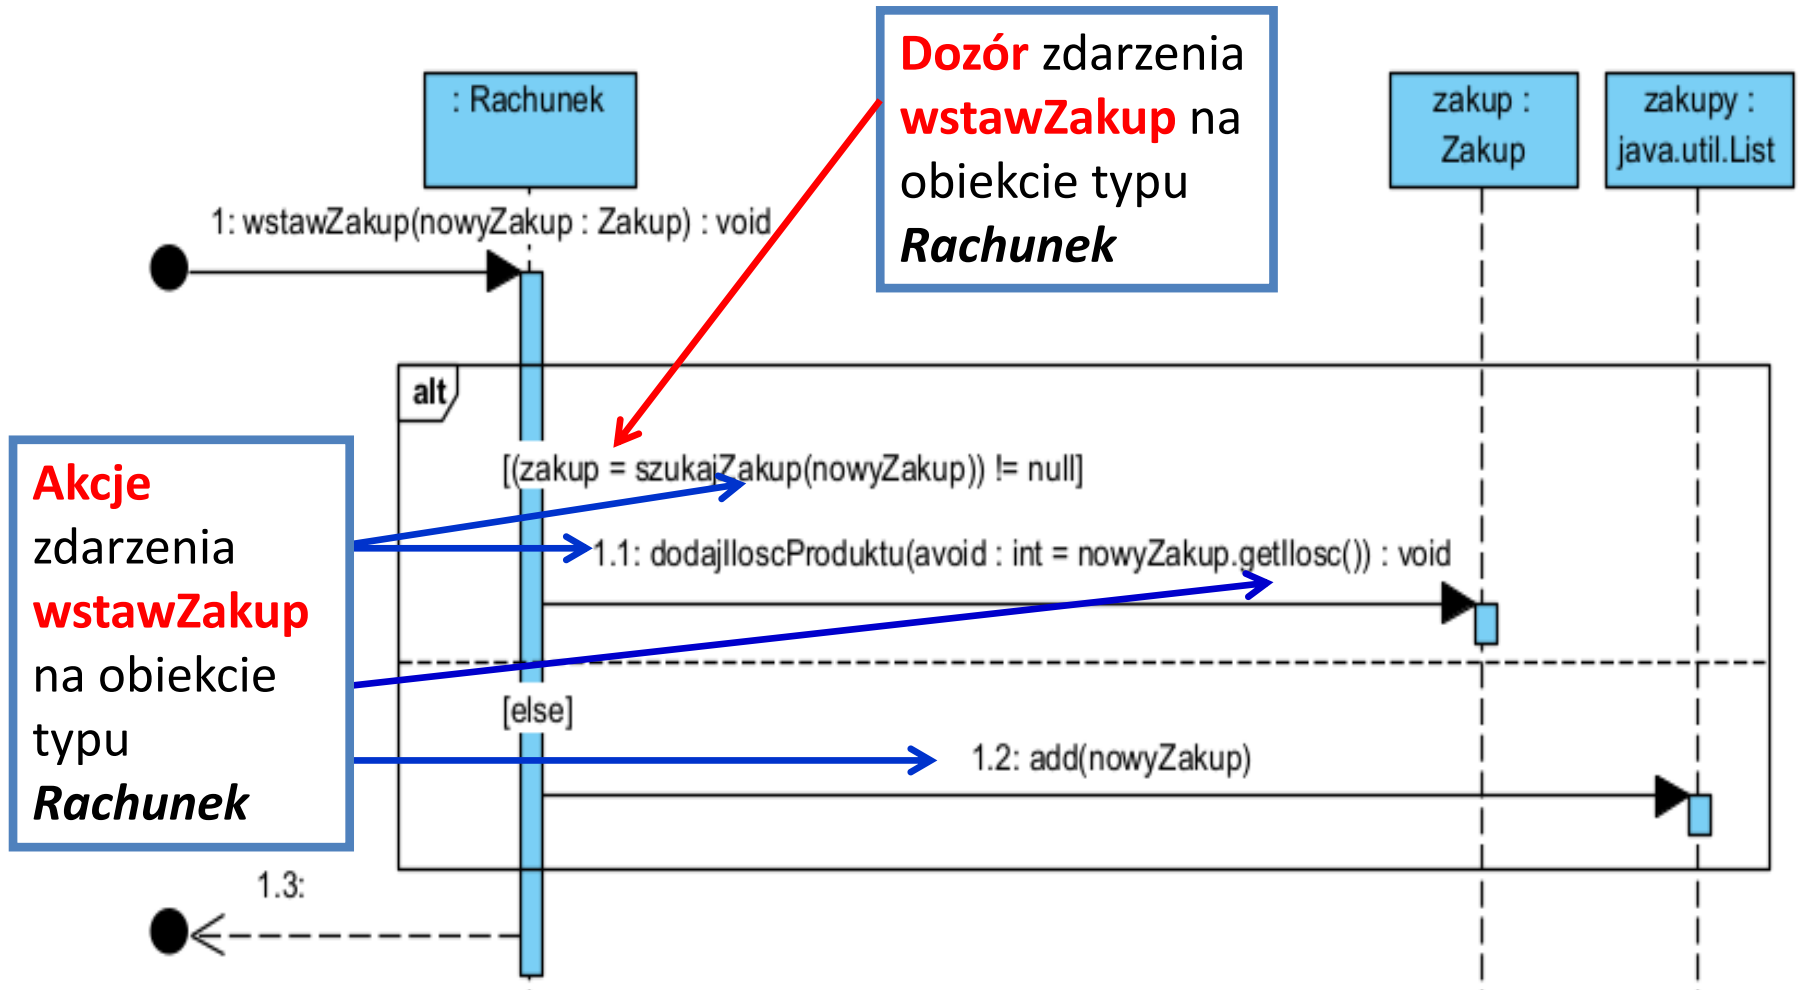 : Rachunek
Dozór zdarzenia
wstawZakup na
obiekcie typu
Rachunek
zakup :
Zakup
zakupy :
java.util.List
1: wstawZakup(nowyZakup : Zakup) : void
alt
[(zakup = szukajZakup(nowyZakup)) != null]
1.1: dodajIloscProduktu(avoid : int = nowyZakup.getIlosc()) : void
Akcje
zdarzenia
wstawZakup
na obiekcie
typu
Rachunek
[else]
1.2: add(nowyZakup)
1.3: